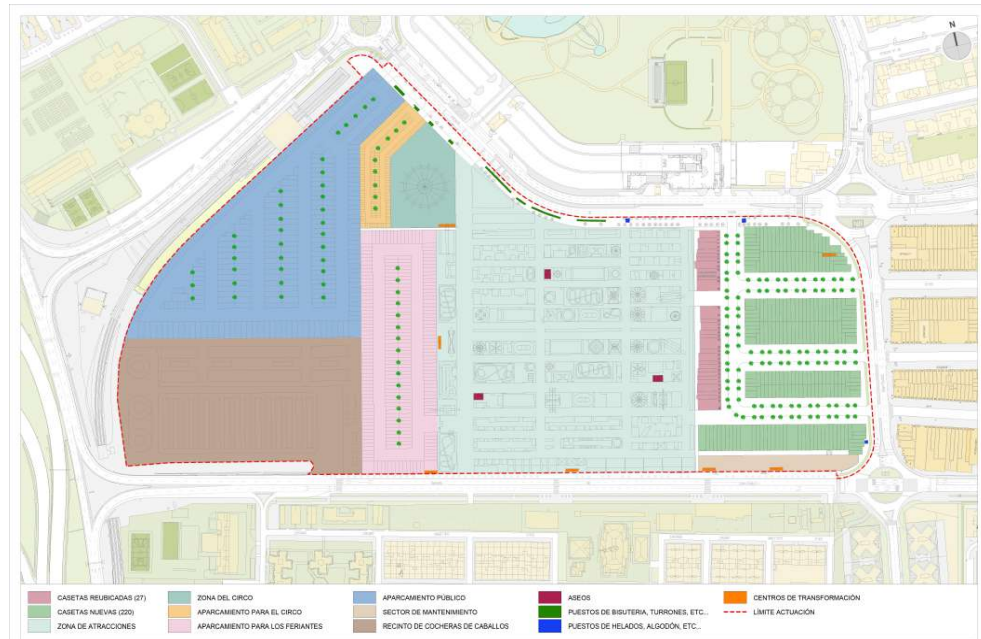 N
CASETAS REUBICADAS (27)
CASETAS NUEVAS (220)
ZONA DE ATRACCIONES
ZONA DEL CIRCO
APARCAMIENTO PARA EL CIRCO
APARCAMIENTO PARA LOS FERIANTES
APARCAMIENTO PÚBLICO
SECTOR DE MANTENIMIENTO
RECINTO DE COCHERAS DE CABALLOS
ASEOS
PUESTOS DE BISUTERIA, TURRONES, ETC...
PUESTOS DE HELADOS, ALGODÓN, ETC...
CENTROS DE TRANSFORMACIÓN
LÍMITE ACTUACIÓN